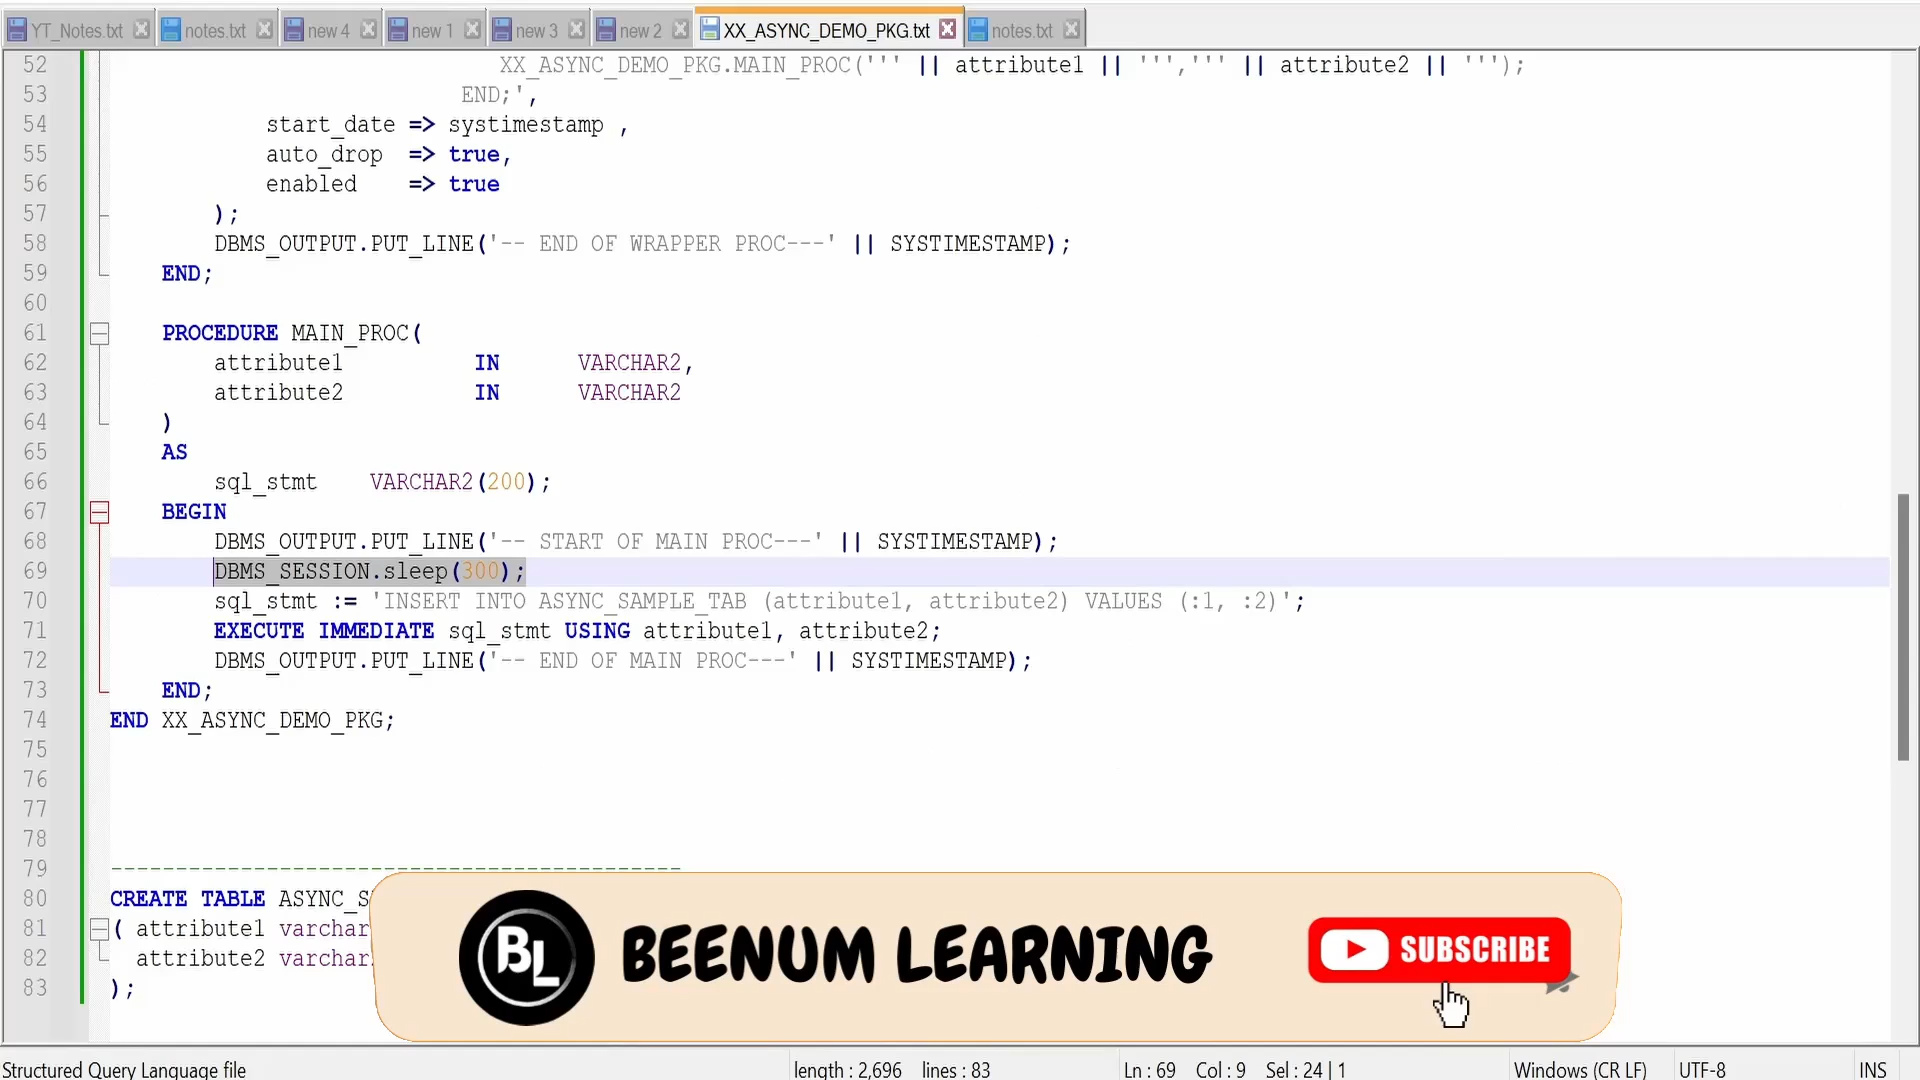 YT_Notes.txt notes.txt new 4 new 1 new 3 new 2 XX_ASYNC_DEMO_PKG.txt notes.txt
52 XX_ASYNC_DEMO_PKG.MAIN_PROC(''' || attribute1 || ''',''' || attribute2 || ''');
53 END;',
54 start_date => systimestamp ,
55 auto_drop => true,
56 enabled => true
57 );
58 DBMS_OUTPUT.PUT_LINE('-- END OF WRAPPER PROC---' || SYSTIMESTAMP);
59 END;
60
61 PROCEDURE MAIN_PROC(
62 attribute1 IN VARCHAR2,
63 attribute2 IN VARCHAR2
64 )
65 AS
66 sql_stmt VARCHAR2(200);
67 BEGIN
68 DBMS_OUTPUT.PUT_LINE('-- START OF MAIN PROC---' || SYSTIMESTAMP);
69 DBMS_SESSION.sleep(300);
70 sql_stmt := 'INSERT INTO ASYNC_SAMPLE_TAB (attribute1, attribute2) VALUES (:1, :2)';
71 EXECUTE IMMEDIATE sql_stmt USING attribute1, attribute2;
72 DBMS_OUTPUT.PUT_LINE('-- END OF MAIN PROC---' || SYSTIMESTAMP);
73 END;
74 END XX_ASYNC_DEMO_PKG;
75
76
77
78
79 --------------------------------------------
80 CREATE TABLE ASYNC_S
81 ( attribute1 varchar
82 attribute2 varchar
83 );
BL BEENUM LEARNING SUBSCRIBE
Structured Query Language file length : 2,696 lines : 83 Ln : 69 Col : 9 Sel : 24 | 1 Windows (CR LF) UTF-8 INS